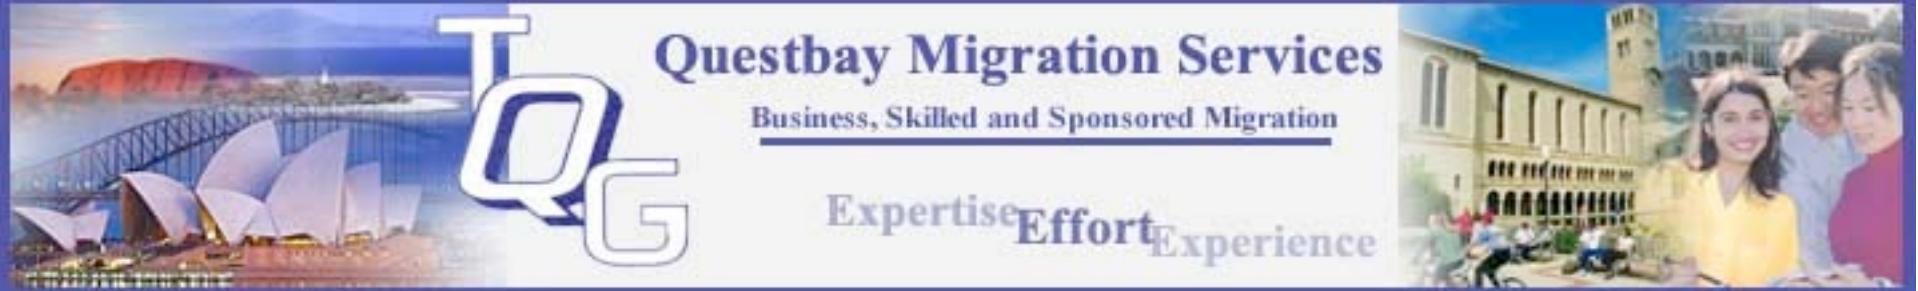 TQG
Questbay Migration Services
Business, Skilled and Sponsored Migration
Expertise Effort Experience